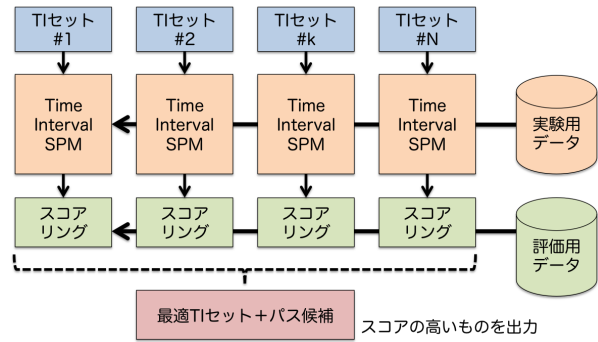 TIセット
#1
TIセット
#2
TIセット
#k
TIセット
#N
Time
Interval
SPM
Time
Interval
SPM
Time
Interval
SPM
Time
Interval
SPM
実験用
データ
スコア
リング
スコア
リング
スコア
リング
スコア
リング
評価用
データ
最適TIセット＋パス候補
スコアの高いものを出力